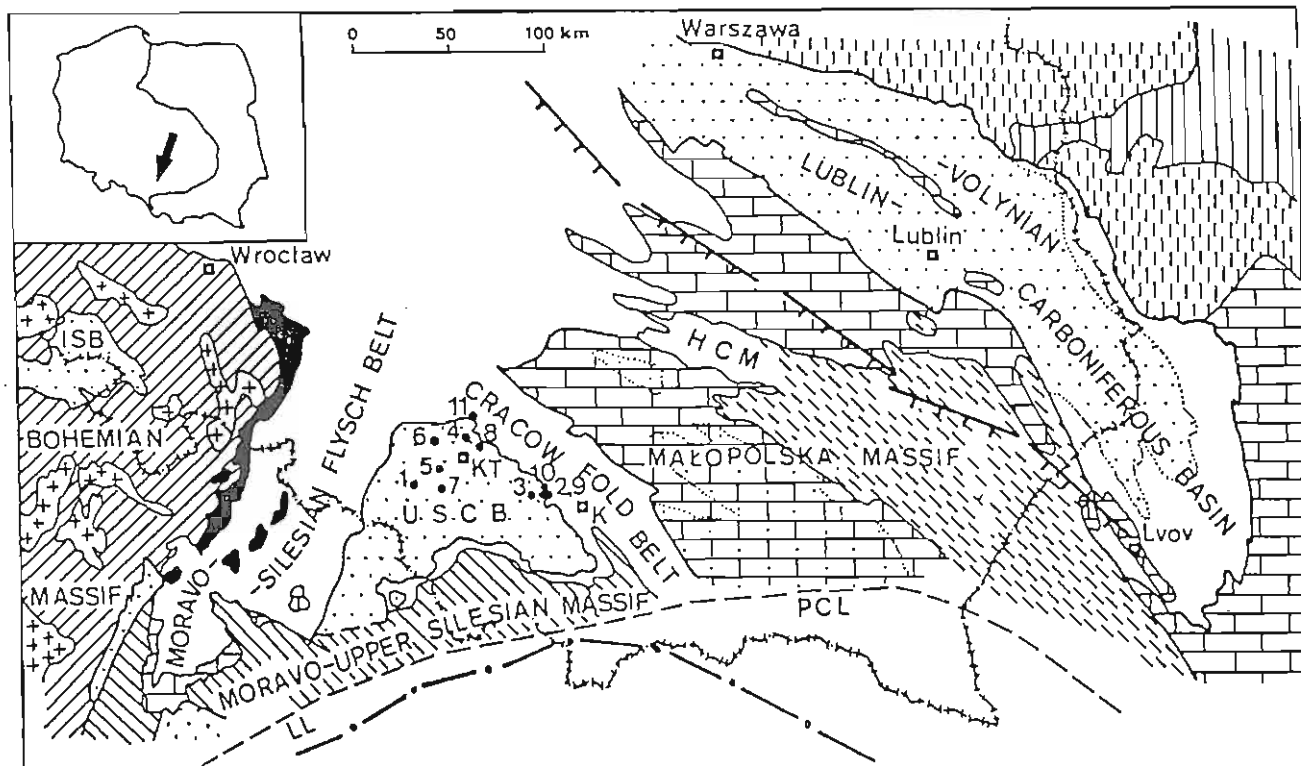 0 50 100 km
Warszawa
Wrocław
ISB
BOHEMIAN
MASSIF
MORAVO
-SILESIAN FLYSCH BELT
MORAVO-UPPER SILESIAN MASSIF
LL
PCL
11
6 4 8
5 KT
1 7
3 10 2,9
K
U S C B
CRACOW FOLD BELT
HCM
MAŁOPOLSKA MASSIF
LUBLIN-
-VOLYNIAN
Lublin
CARBONIFEROUS BASIN
Lvov